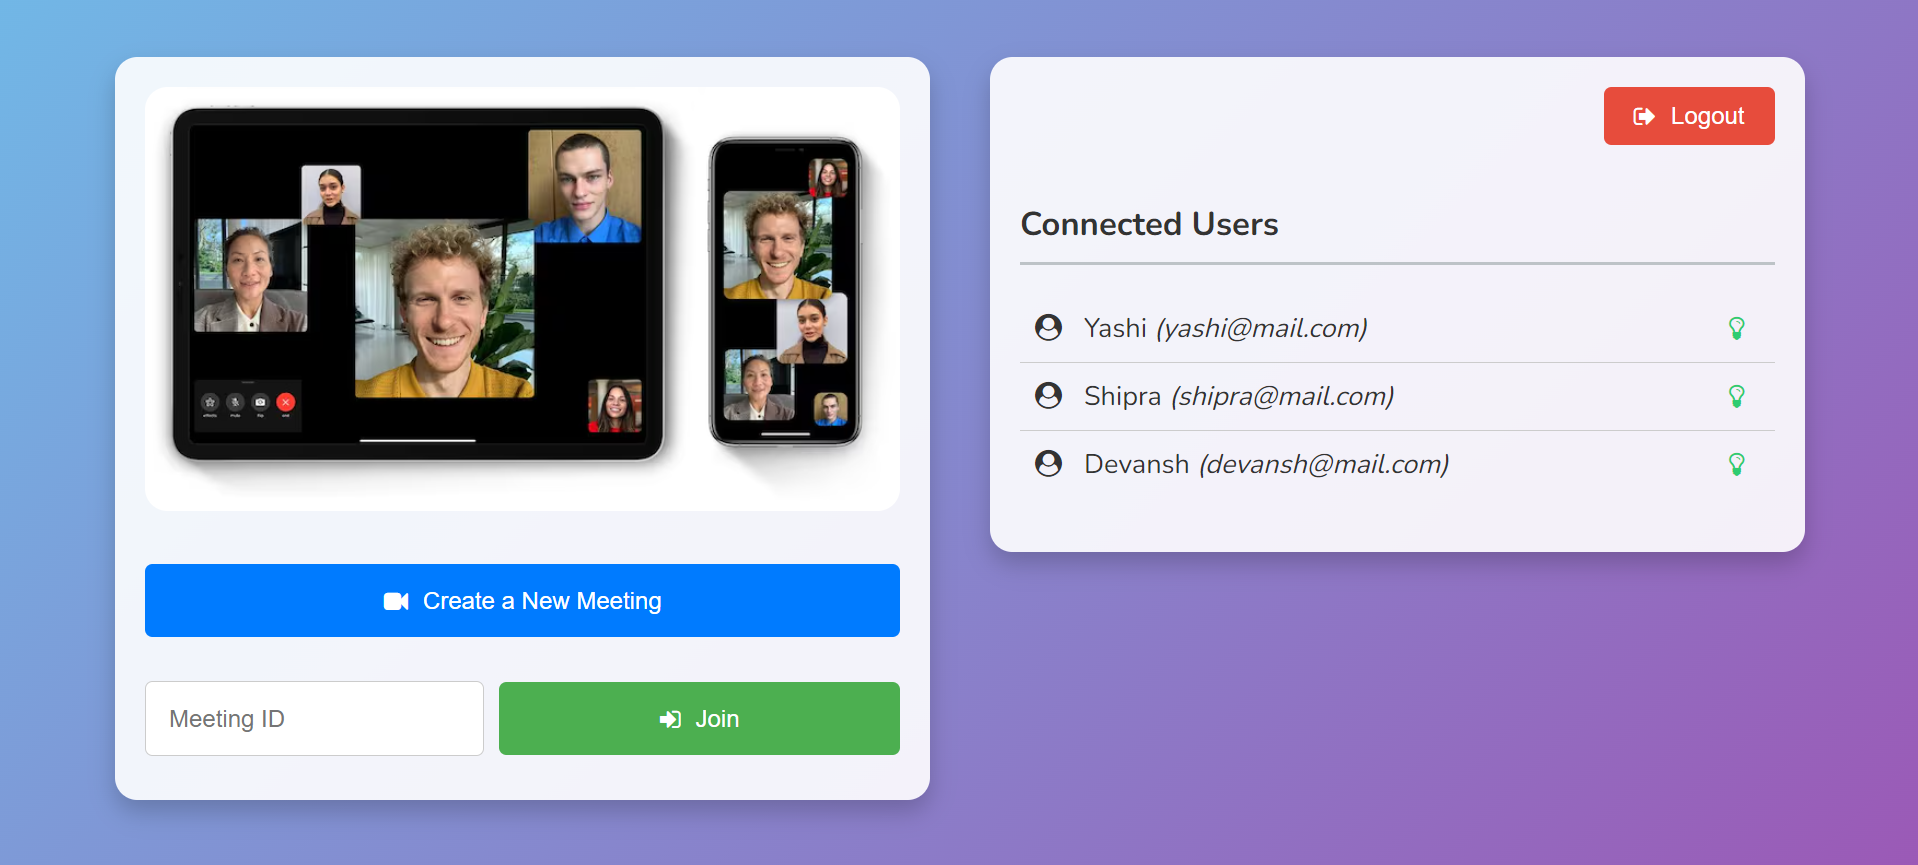 Create a New Meeting
Meeting ID
Join
Logout
Connected Users
Yashi (yashi@mail.com)
Shipra (shipra@mail.com)
Devansh (devansh@mail.com)